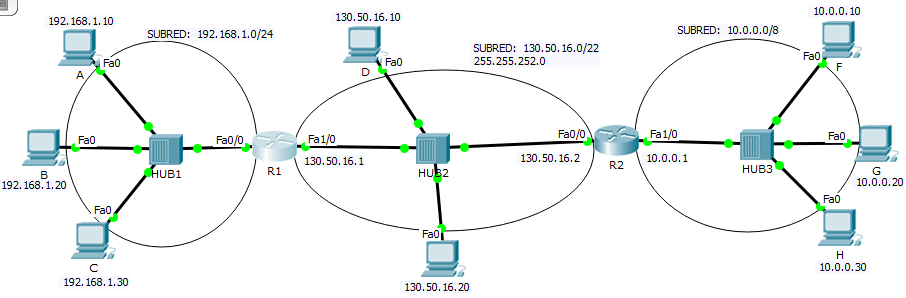 192.168.1.10
SUBRED: 192.168.1.0/24
Fa0
A
Fa0
B
192.168.1.20
HUB1
Fa0/0
R1
Fa0
C
192.168.1.30
130.50.16.10
SUBRED: 130.50.16.0/22
255.255.252.0
Fa0
D
Fa1/0
130.50.16.1
HUB2
Fa0/0
130.50.16.2
R2
Fa0
130.50.16.20
10.0.0.10
SUBRED: 10.0.0.0/8
Fa0
F
Fa1/0
10.0.0.1
HUB3
Fa0
G
10.0.0.20
Fa0
H
10.0.0.30